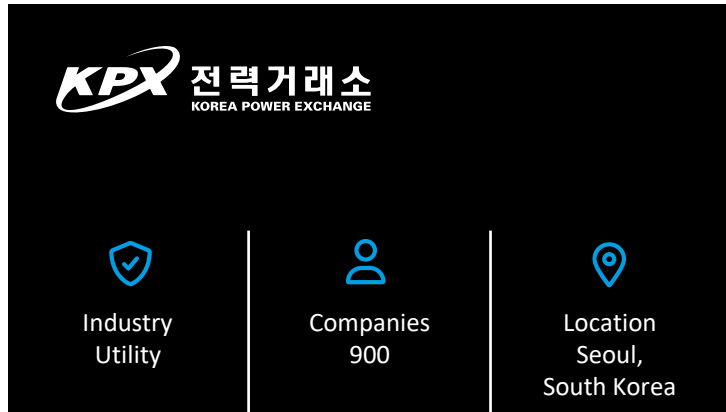 KPX 전력거래소
KOREA POWER EXCHANGE
Industry
Utility
Companies
900
Location
Seoul,
South Korea